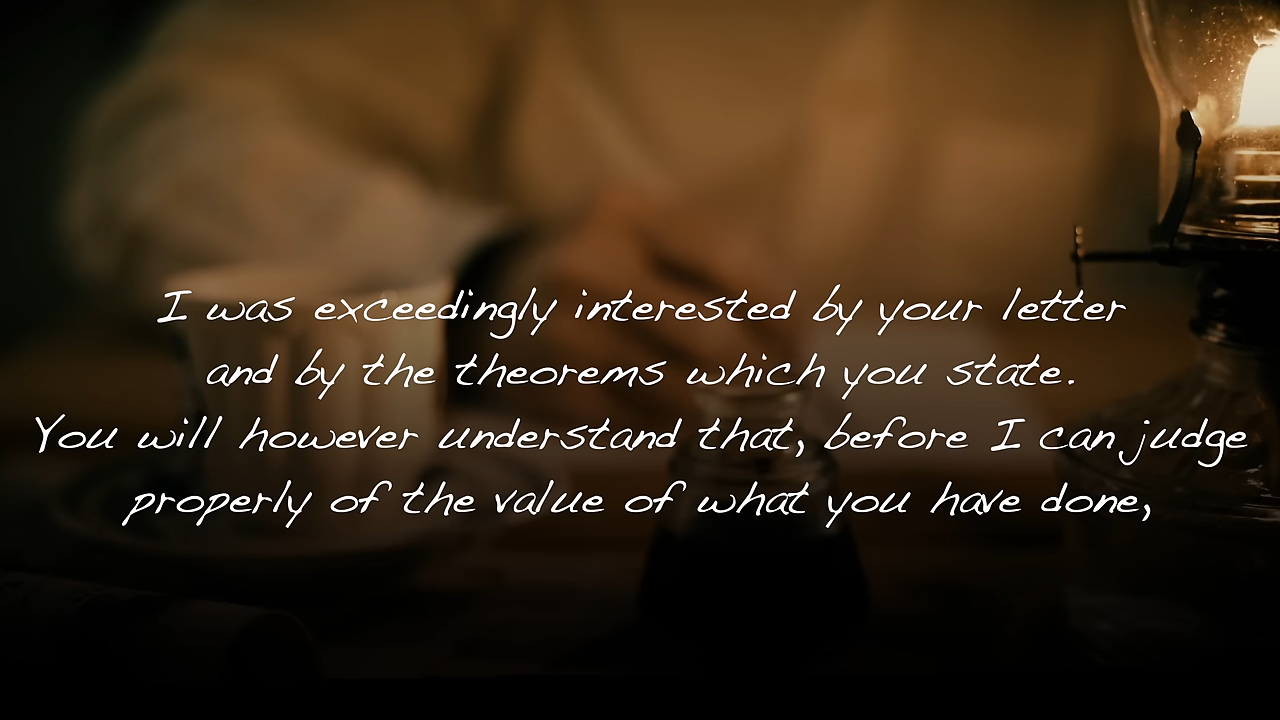 I was exceedingly interested by your letter
and by the theorems which you state.
You will however understand that, before I can judge
properly of the value of what you have done,